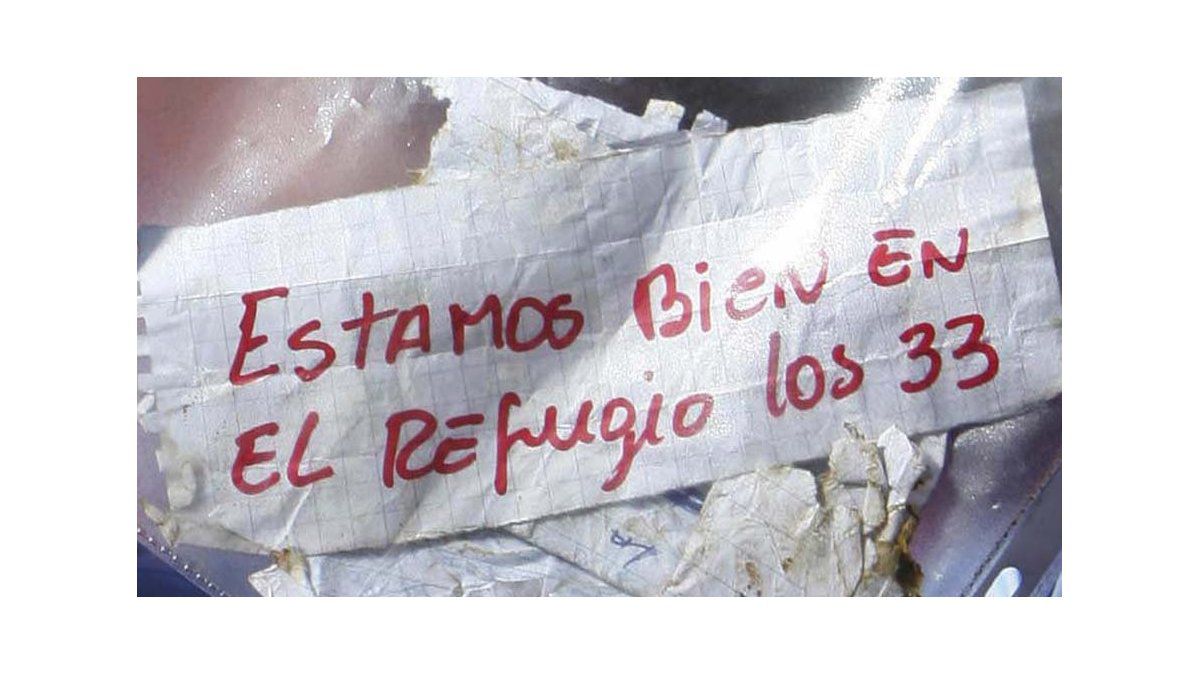 ESTAMOS BiEN EN
EL REfugio los 33